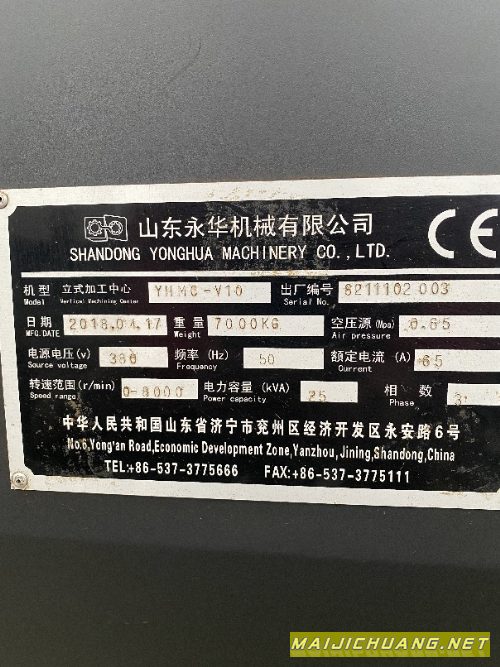 山东永华机械有限公司
SHANDONG YONGHUA MACHINERY CO.,LTD.
CE
机型 立式加工中心 YHMC-V10 出厂编号 6211102 003
Model Vertical Machining Center Serial No.
日期 2018.04.17 重量 7000KG 空压源 (Mpa) 0.65
MFG.DATE Weight Air pressure
电源电压(v) 380 频率 (Hz) 50 额定电流 (A) 65
Source voltage Frequency Current
转速范围(r/min) 0-8000 电力容量 (kVA) 25 相数 3
Speed range Power capacity Phase
中华人民共和国山东省济宁市兖州区经济开发区永安路6号
No.6,Yong'an Road,Economic Development Zone,Yanzhou,Jining,Shandong,China
TEL:+86-537-3775666 FAX:+86-537-3775111
MAIJICHUANG.NET